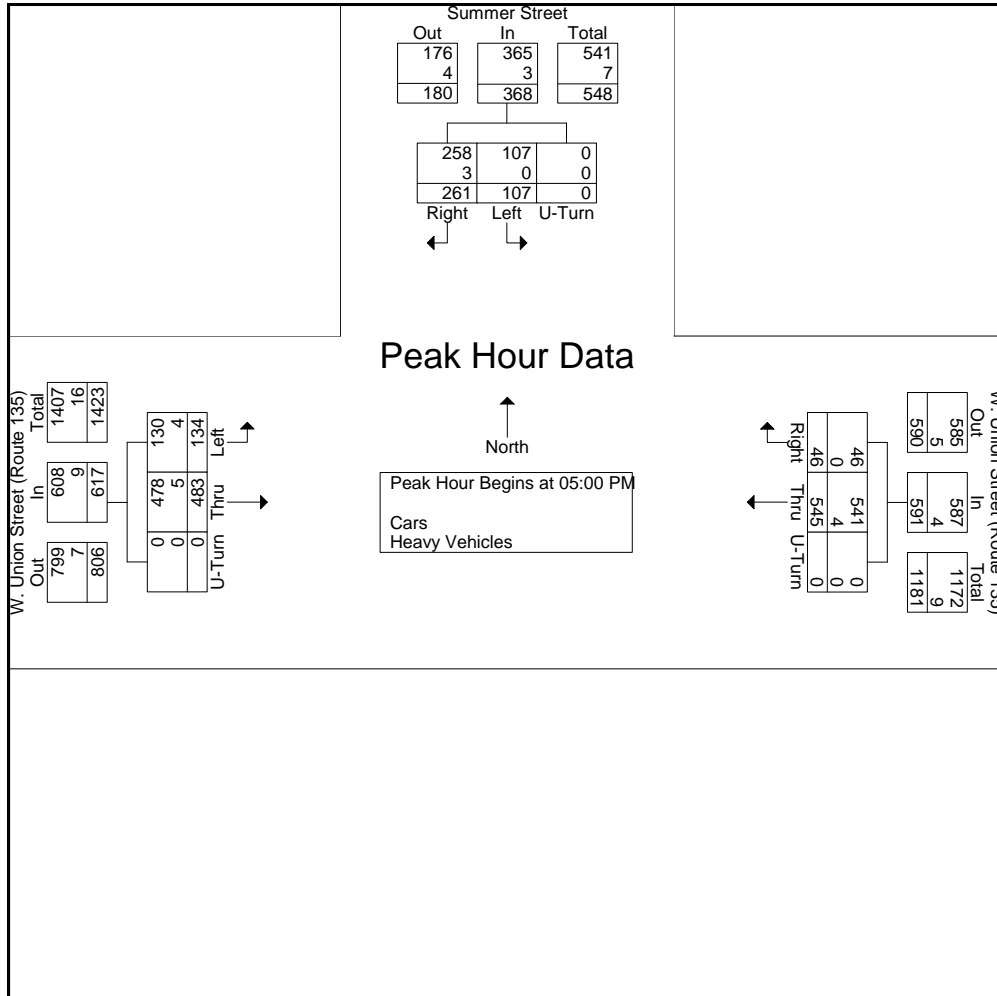 Summer Street
Out In Total
176 365 541
4 3 7
180 368 548
258 107 0
3 0 0
261 107 0
Right Left U-Turn
Peak Hour Data
North
Peak Hour Begins at 05:00 PM
Cars
Heavy Vehicles
W. Union Street (Route 135)
Out In Total
799 608 1407
7 9 16
806 617 1423
0 478 130
0 5 4
0 483 134
U-Turn Thru Left
W. Union Street (Route 135)
Out In Total
585 587 1172
5 4 9
590 591 1181
46 541 0
0 4 0
46 545 0
Right Thru U-Turn